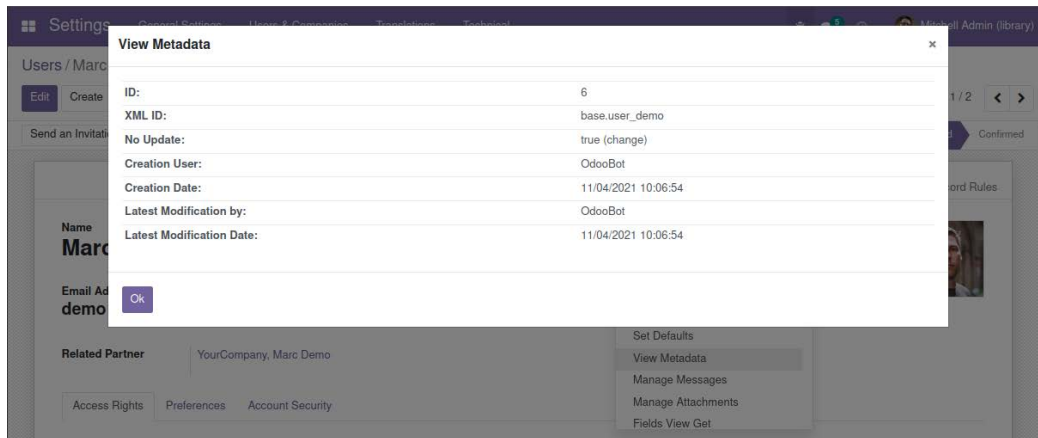 Settings General Settings Users & Companies Translations Technical 5 Mitchell Admin (library)
View Metadata ×
Users / Marc
Edit Create 1 / 2
ID: 6
XML ID: base.user_demo
Send an Invitati Confirmed
No Update: true (change)
Creation User: OdooBot
Creation Date: 11/04/2021 10:06:54
ord Rules
Latest Modification by: OdooBot
Latest Modification Date: 11/04/2021 10:06:54
Name
Marc
Email Ad
demo
Ok
Set Defaults
Related Partner YourCompany, Marc Demo
View Metadata
Manage Messages
Manage Attachments
Access Rights Preferences Account Security
Fields View Get